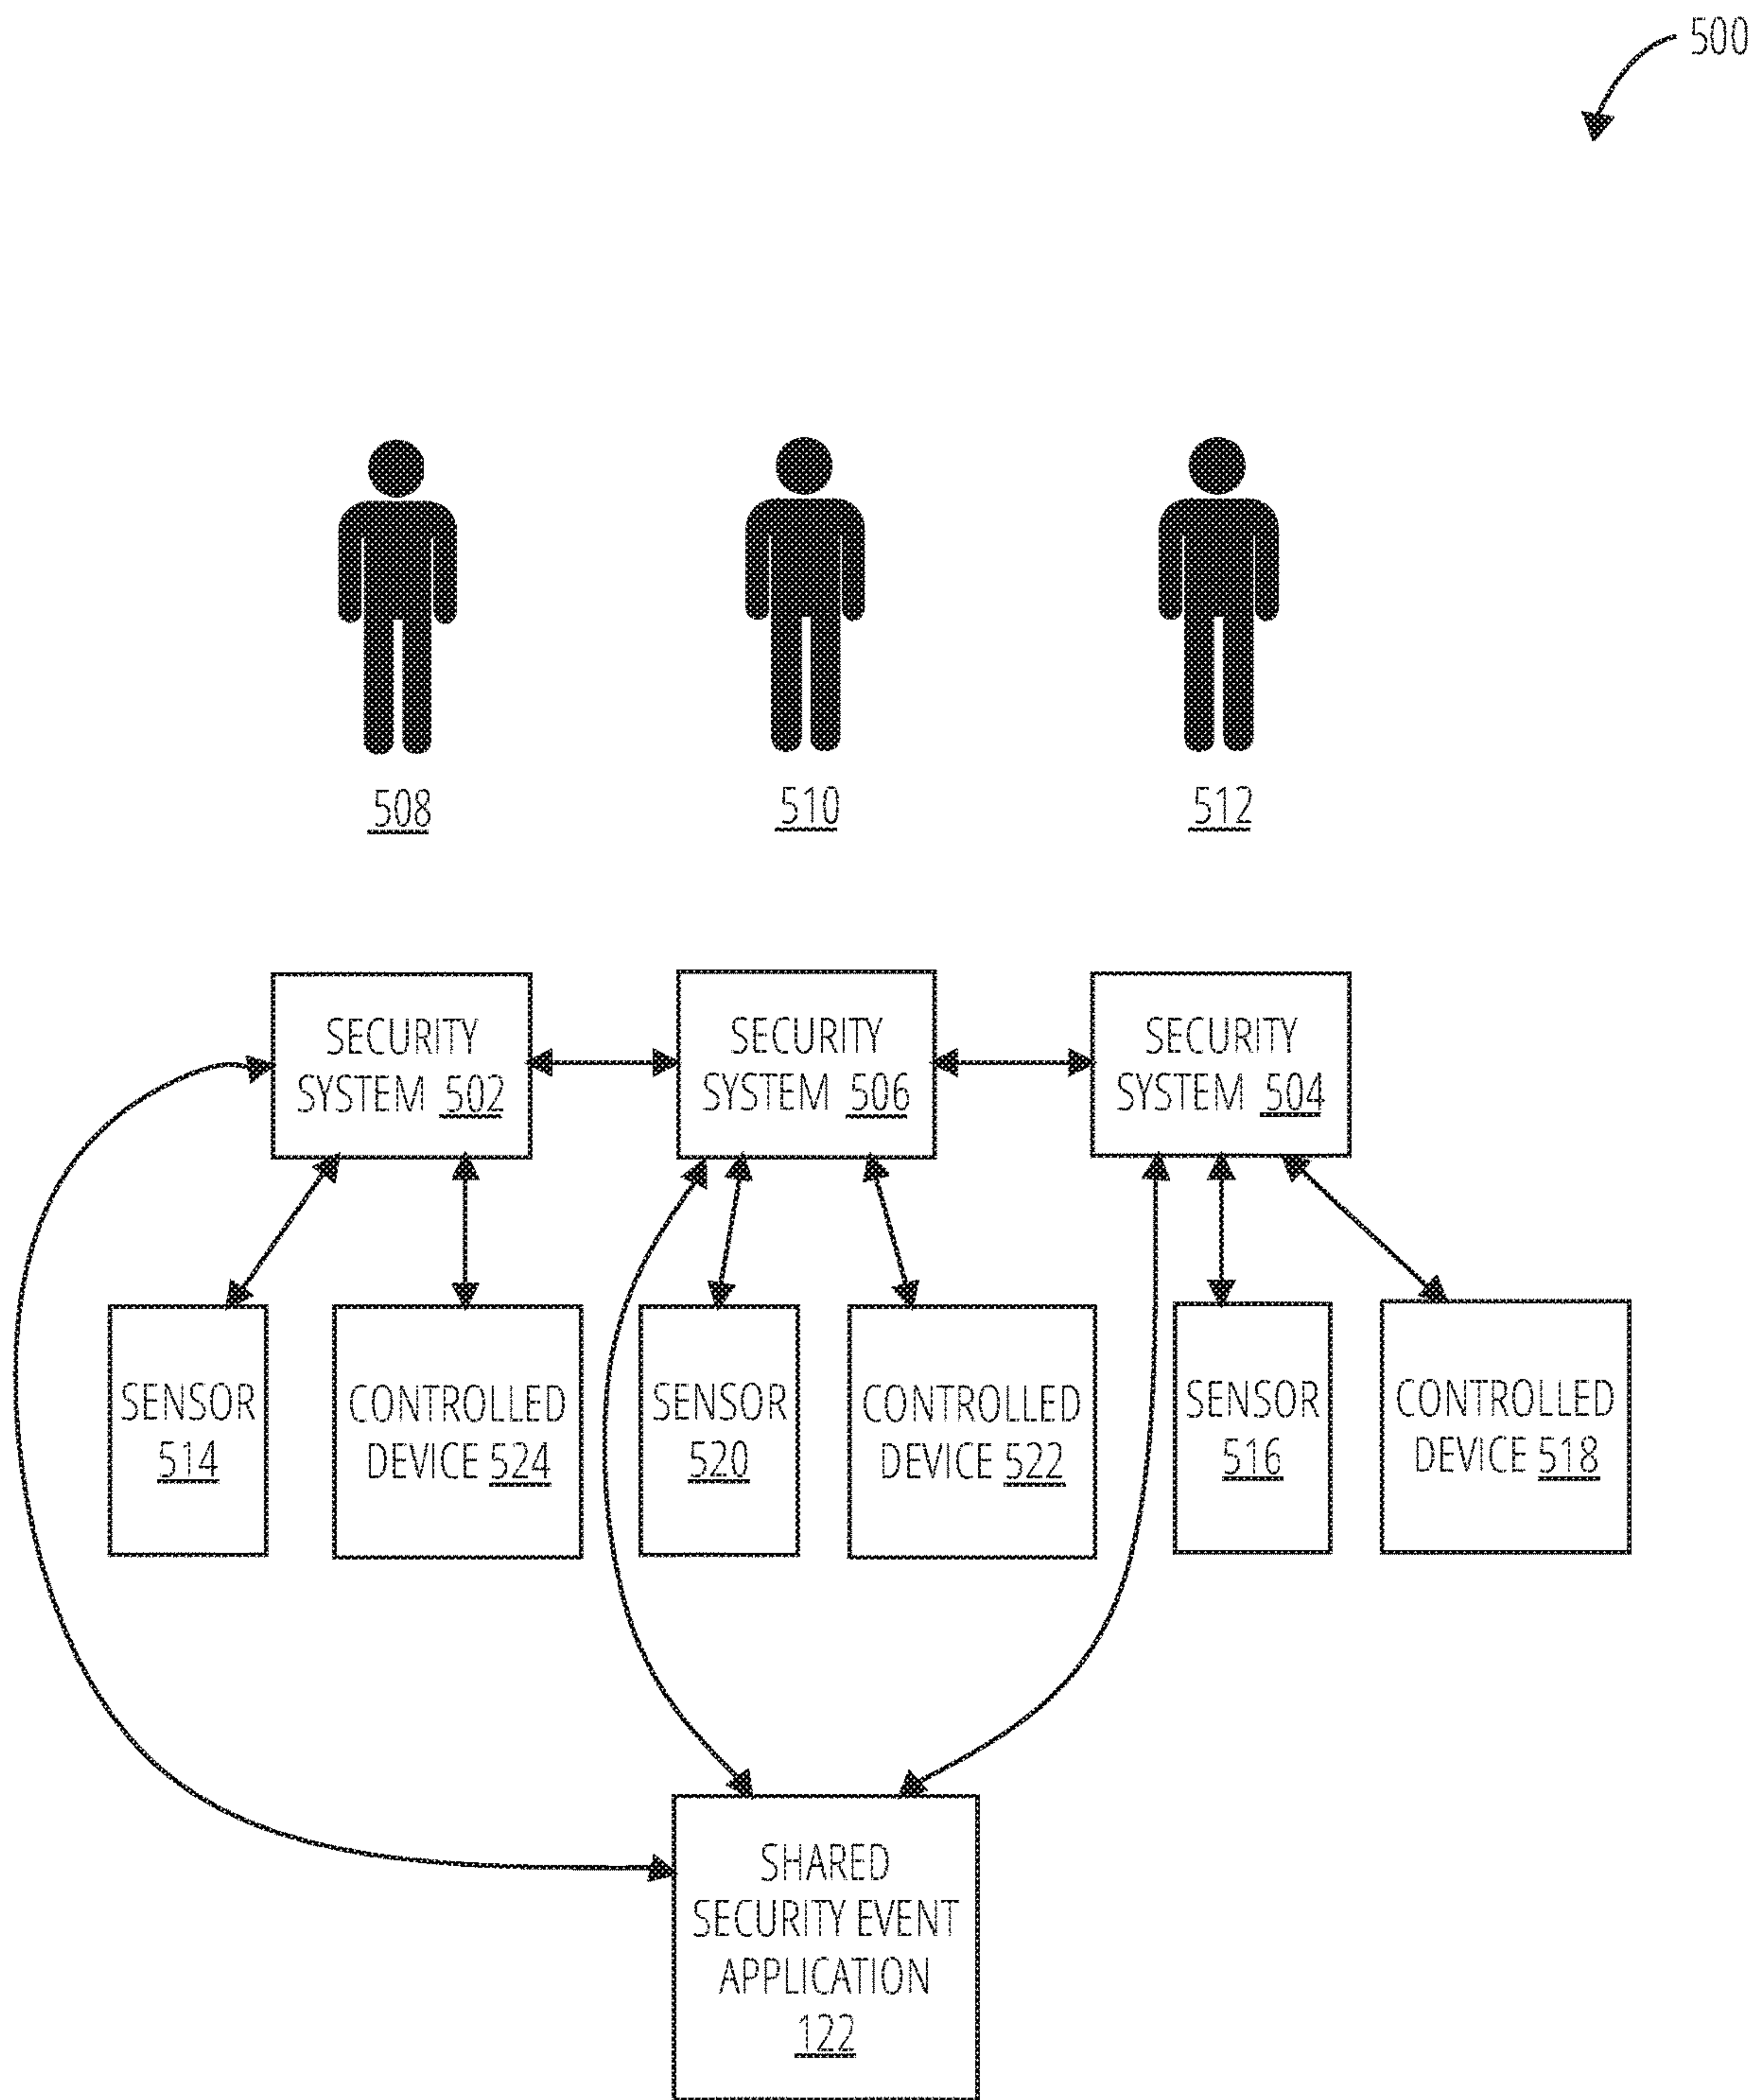 500
508
510
512
SECURITY
SYSTEM 502
SECURITY
SYSTEM 506
SECURITY
SYSTEM 504
SENSOR
514
CONTROLLED
DEVICE 524
SENSOR
520
CONTROLLED
DEVICE 522
SENSOR
516
CONTROLLED
DEVICE 518
SHARED
SECURITY EVENT
APPLICATION
122